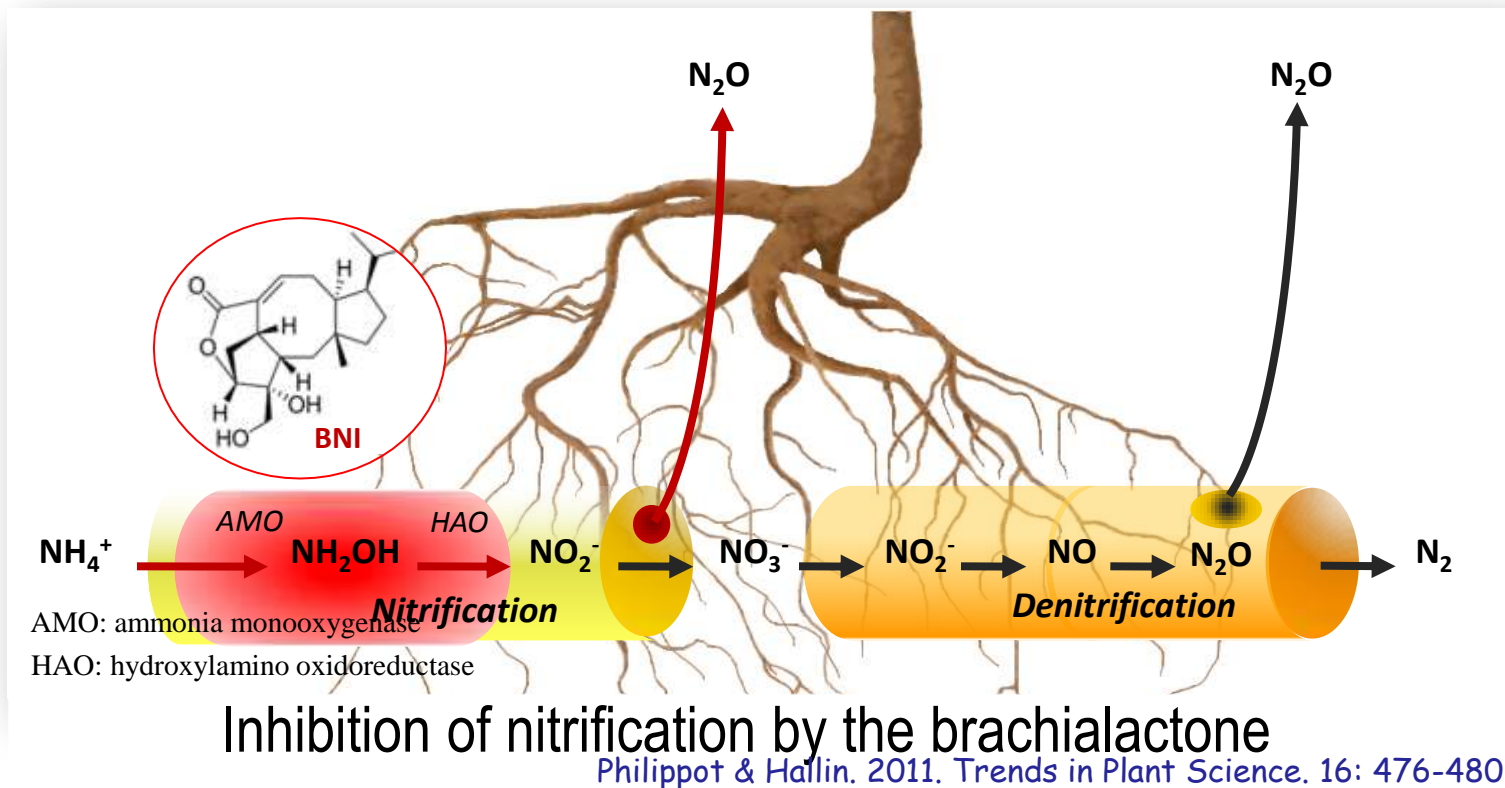 N₂O
N₂O
O
O
H
H
H
H
OH
HO
BNI
AMO
HAO
NH₄⁺ NH₂OH NO₂⁻ NO₃⁻ NO₂⁻ NO N₂O N₂
Nitrification
Denitrification
AMO: ammonia monooxygenase
HAO: hydroxylamino oxidoreductase
Inhibition of nitrification by the brachialactone
Philippot & Hallin. 2011. Trends in Plant Science. 16: 476-480